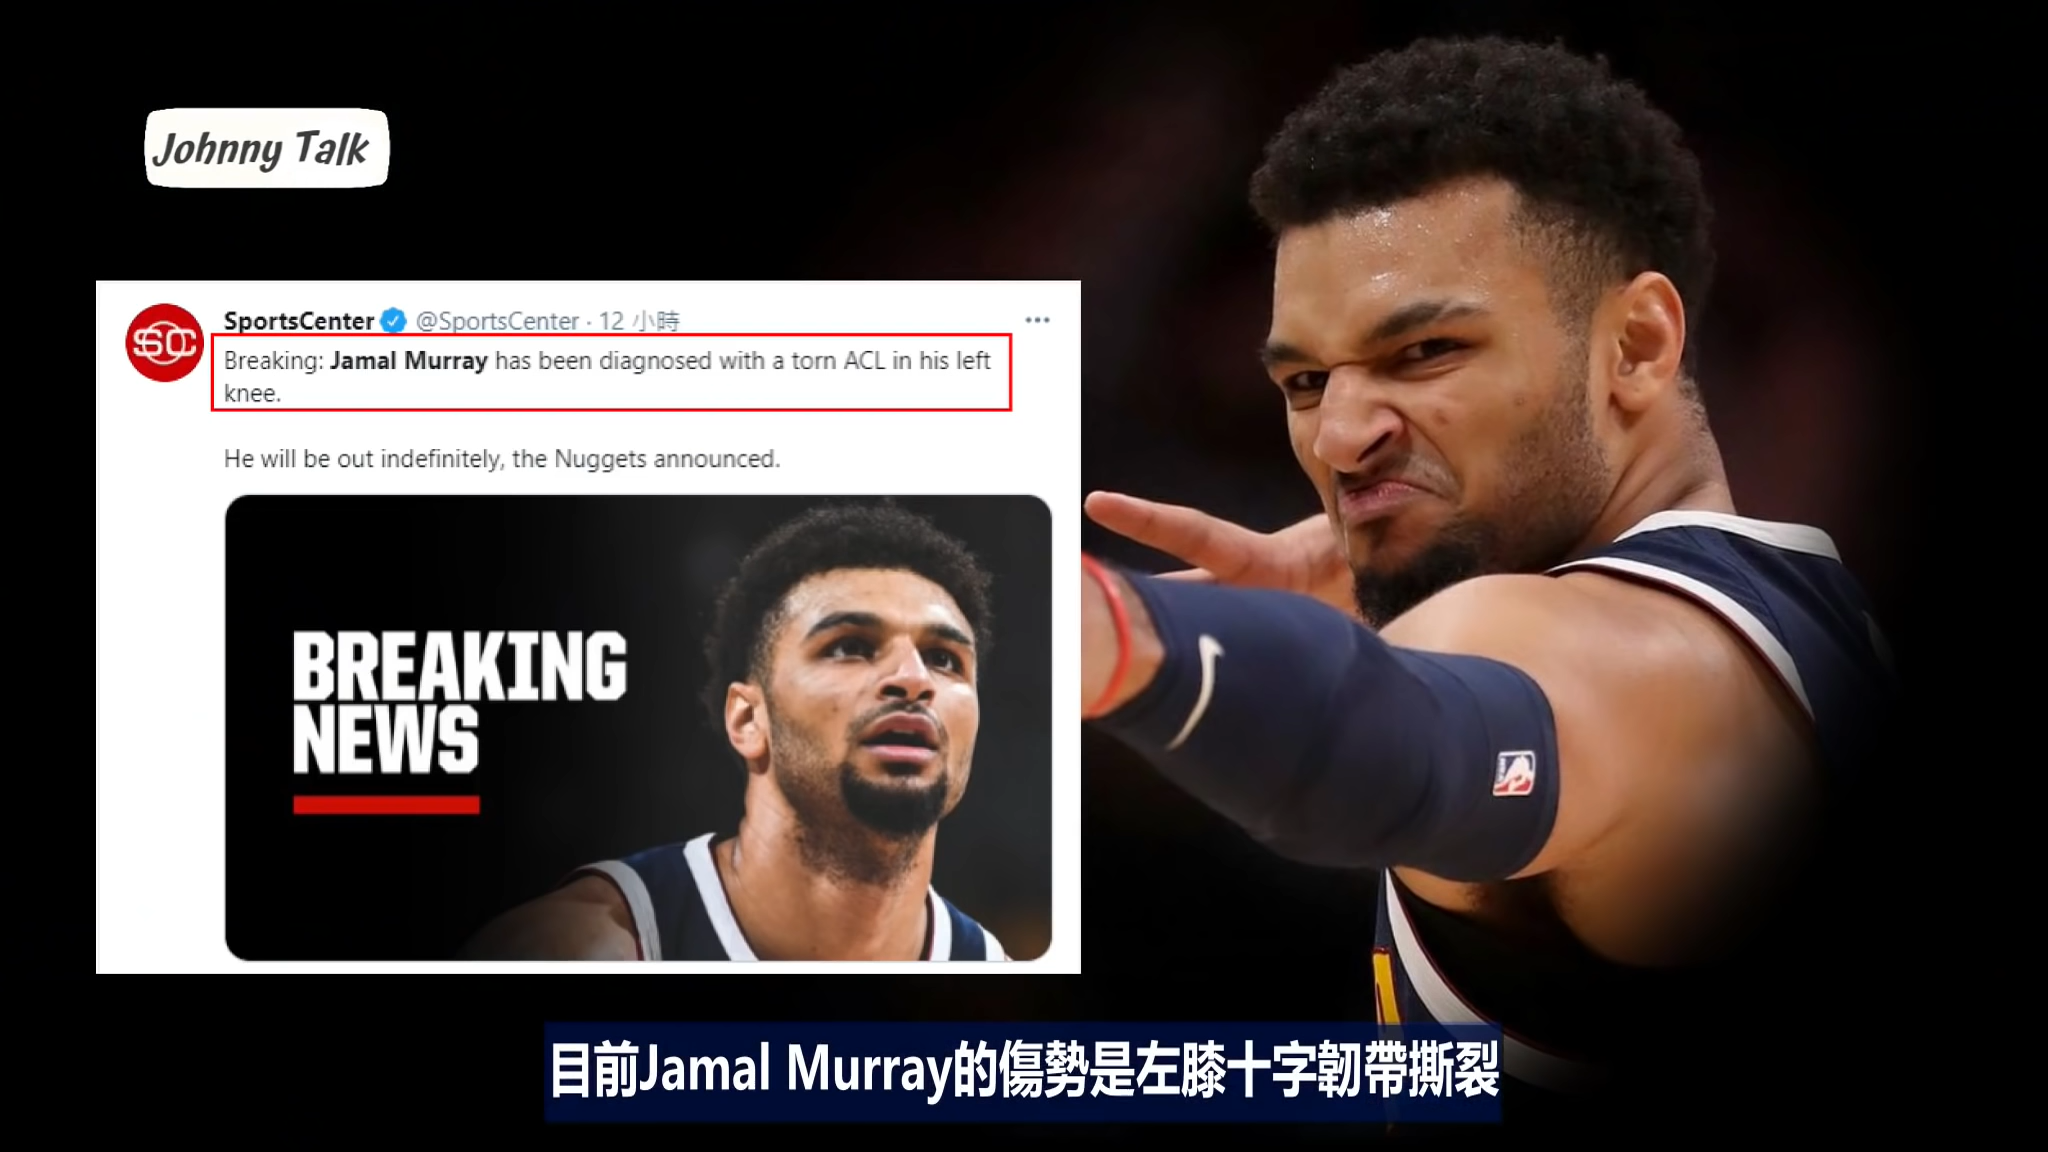 Johnny Talk
SC
SportsCenter @SportsCenter · 12 小時
Breaking: Jamal Murray has been diagnosed with a torn ACL in his left
knee.
He will be out indefinitely, the Nuggets announced.
BREAKING
NEWS
目前Jamal Murray的傷勢是左膝十字韌帶撕裂